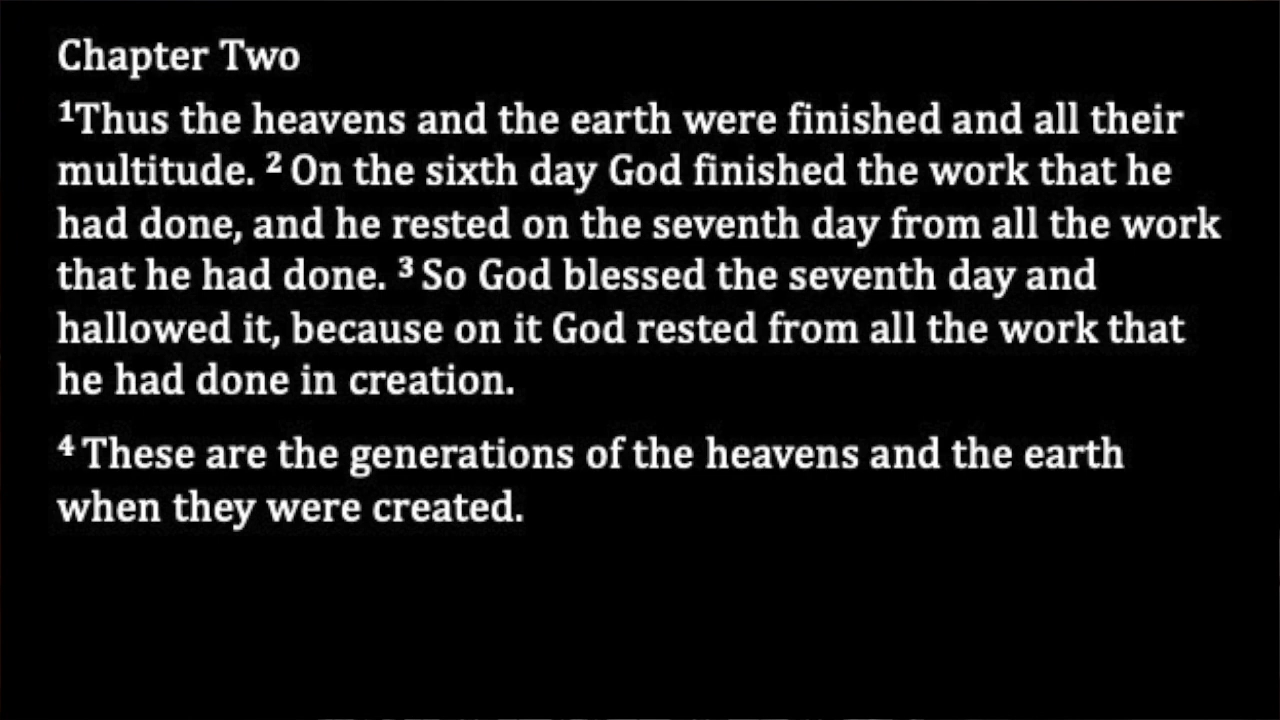 Chapter Two
¹Thus the heavens and the earth were finished and all their
multitude. ² On the sixth day God finished the work that he
had done, and he rested on the seventh day from all the work
that he had done. ³ So God blessed the seventh day and
hallowed it, because on it God rested from all the work that
he had done in creation.
⁴ These are the generations of the heavens and the earth
when they were created.